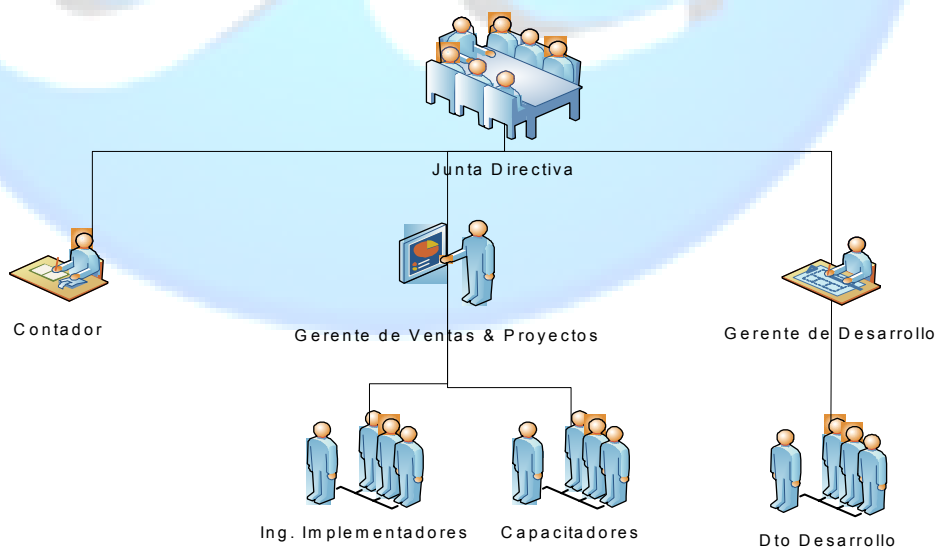 Junta Directiva
Contador
Gerente de Ventas & Proyectos
Gerente de Desarrollo
Ing. Implementadores
Capacitadores
Dto Desarrollo